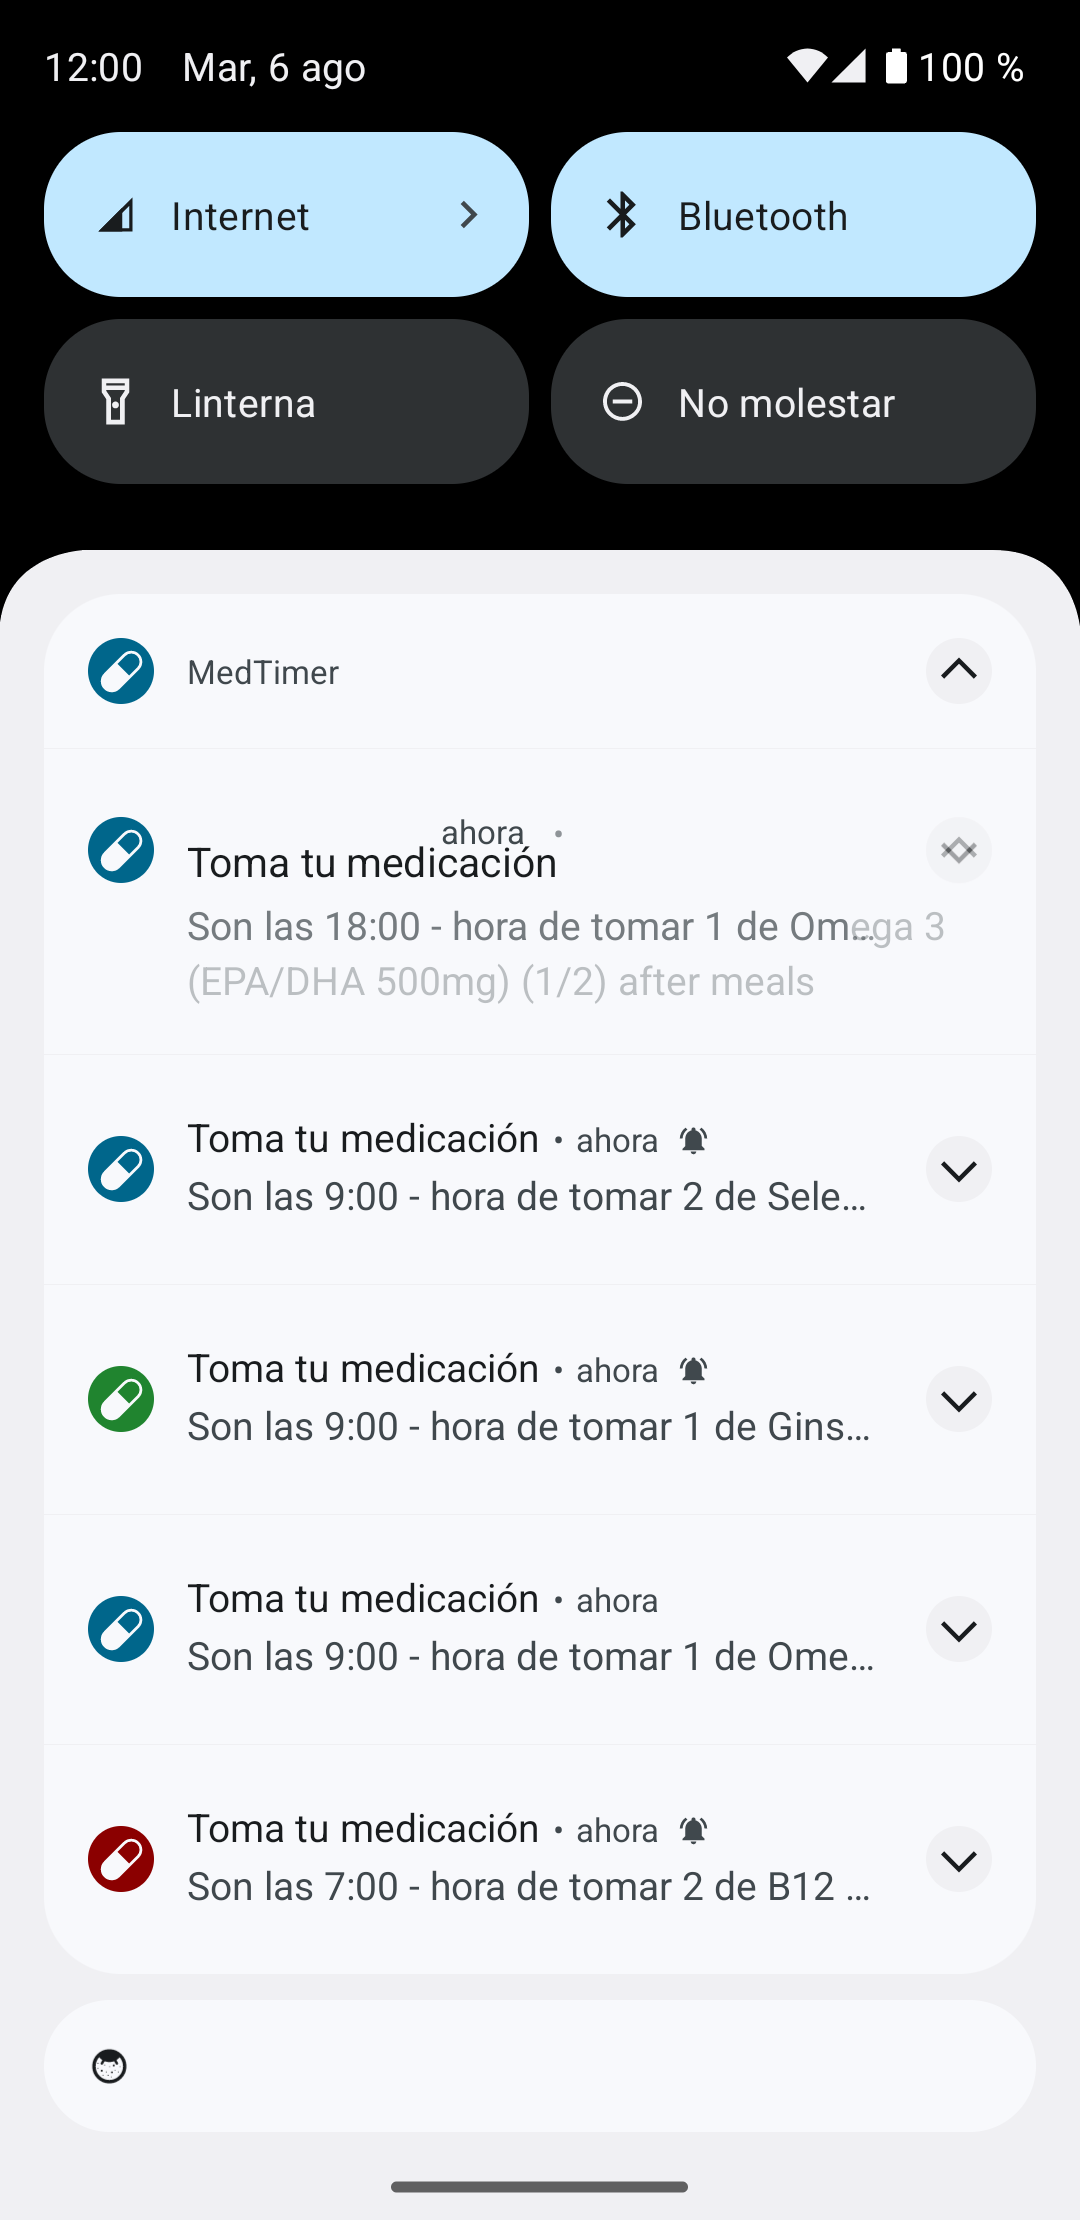 12:00 Mar, 6 ago 100 %
Internet
Bluetooth
Linterna
No molestar
MedTimer
ahora •
Toma tu medicación
Son las 18:00 - hora de tomar 1 de Omega 3
(EPA/DHA 500mg) (1/2) after meals
Toma tu medicación • ahora
Son las 9:00 - hora de tomar 2 de Sele…
Toma tu medicación • ahora
Son las 9:00 - hora de tomar 1 de Gins…
Toma tu medicación • ahora
Son las 9:00 - hora de tomar 1 de Ome…
Toma tu medicación • ahora
Son las 7:00 - hora de tomar 2 de B12 …